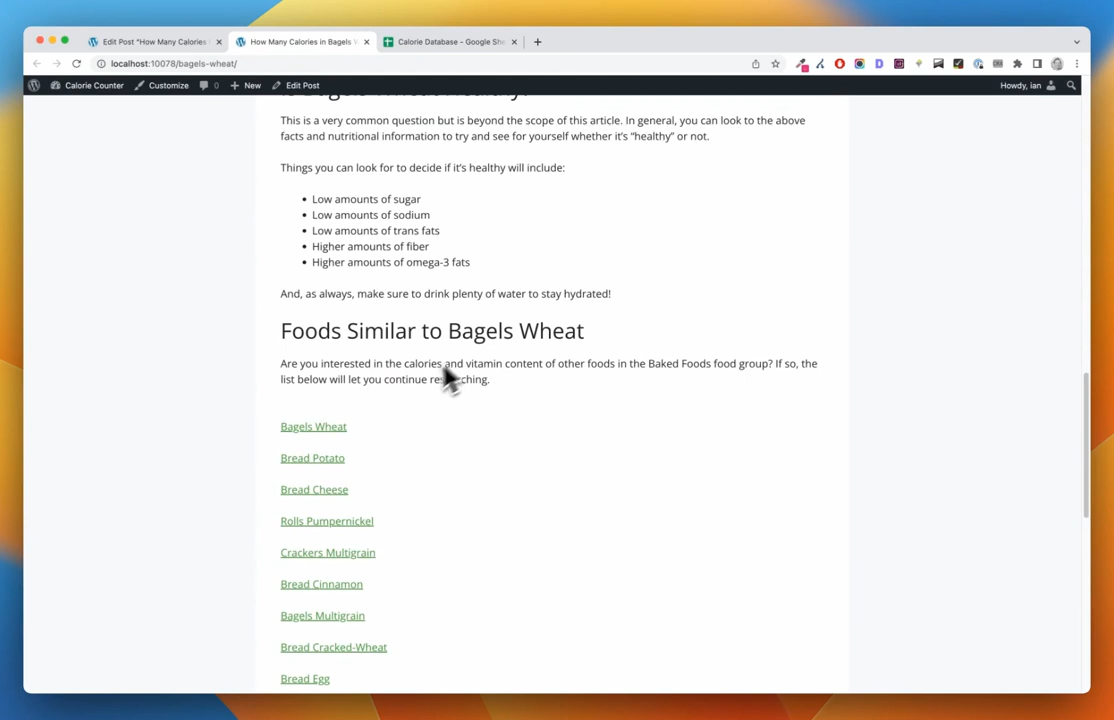 Edit Post "How Many Calories
How Many Calories in Bagels W
Calorie Database - Google She
localhost:10078/bagels-wheat/
Calorie Counter
Customize
0
New
Edit Post
Howdy, ian
This is a very common question but is beyond the scope of this article. In general, you can look to the above
facts and nutritional information to try and see for yourself whether it's "healthy" or not.
Things you can look for to decide if it's healthy will include:
• Low amounts of sugar
• Low amounts of sodium
• Low amounts of trans fats
• Higher amounts of fiber
• Higher amounts of omega-3 fats
And, as always, make sure to drink plenty of water to stay hydrated!
Foods Similar to Bagels Wheat
Are you interested in the calories and vitamin content of other foods in the Baked Foods food group? If so, the
list below will let you continue researching.
Bagels Wheat
Bread Potato
Bread Cheese
Rolls Pumpernickel
Crackers Multigrain
Bread Cinnamon
Bagels Multigrain
Bread Cracked-Wheat
Bread Egg